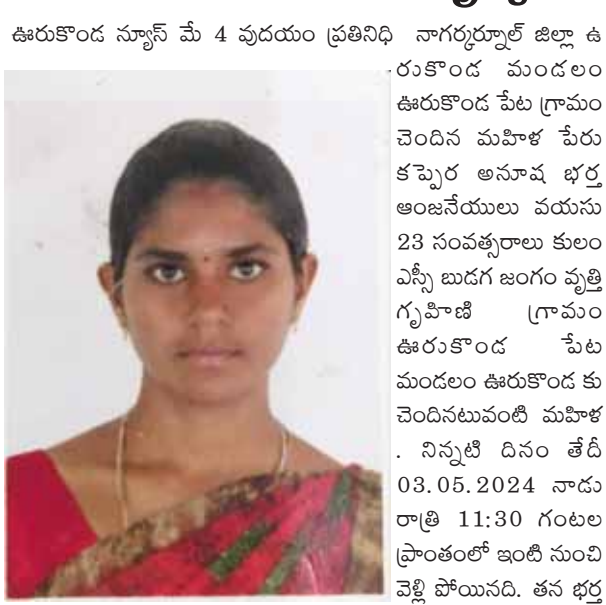 ఊరుకొండ న్యూస్ మే 4 వుదయం ప్రతినిధి నాగర్కర్నూల్ జిల్లా ఉ
రుకొండ మండలం
ఊరుకొండ పేట గ్రామం
చెందిన మహిళ పేరు
కప్పెర అనూష భర్త
ఆంజనేయులు వయసు
23 సంవత్సరాలు కులం
ఎస్సీ బుడగ జంగం వృత్తి
గృహిణి గ్రామం
ఊరుకొండ పేట
మండలం ఊరుకొండ కు
చెందినటువంటి మహిళ
. నిన్నటి దినం తేదీ
03.05.2024 నాడు
రాత్రి 11:30 గంటల
ప్రాంతంలో ఇంటి నుంచి
వెళ్లి పోయినది. తన భర్త